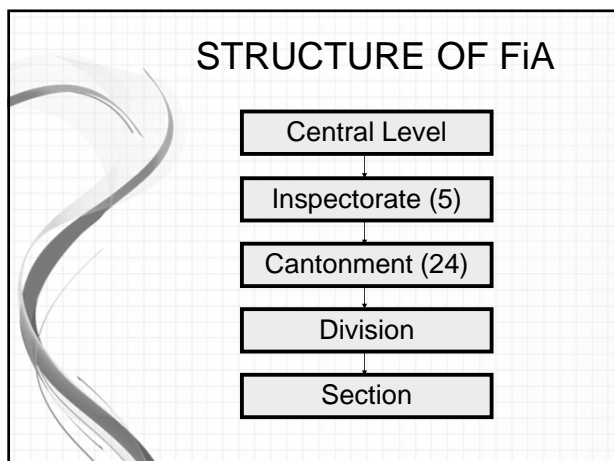 STRUCTURE OF FiA
Central Level
Inspectorate (5)
Cantonment (24)
Division
Section